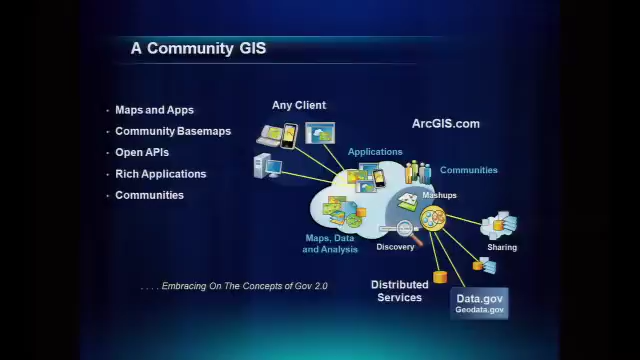 A Community GIS
Maps and Apps
Community Basemaps
Open APIs
Rich Applications
Communities
Any Client
ArcGIS.com
Applications
Communities
Mashups
Maps, Data
and Analysis
Discovery
Sharing
Distributed
Services
Data.gov
Geodata.gov
. . . . Embracing On The Concepts of Gov 2.0